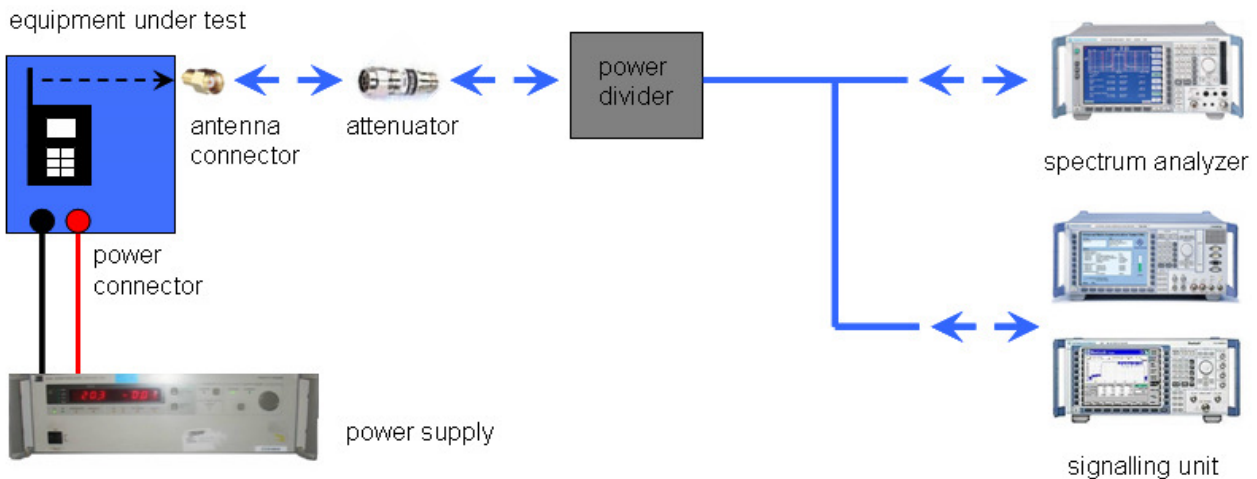 equipment under test
antenna
connector
attenuator
power
divider
spectrum analyzer
power
connector
power supply
signalling unit